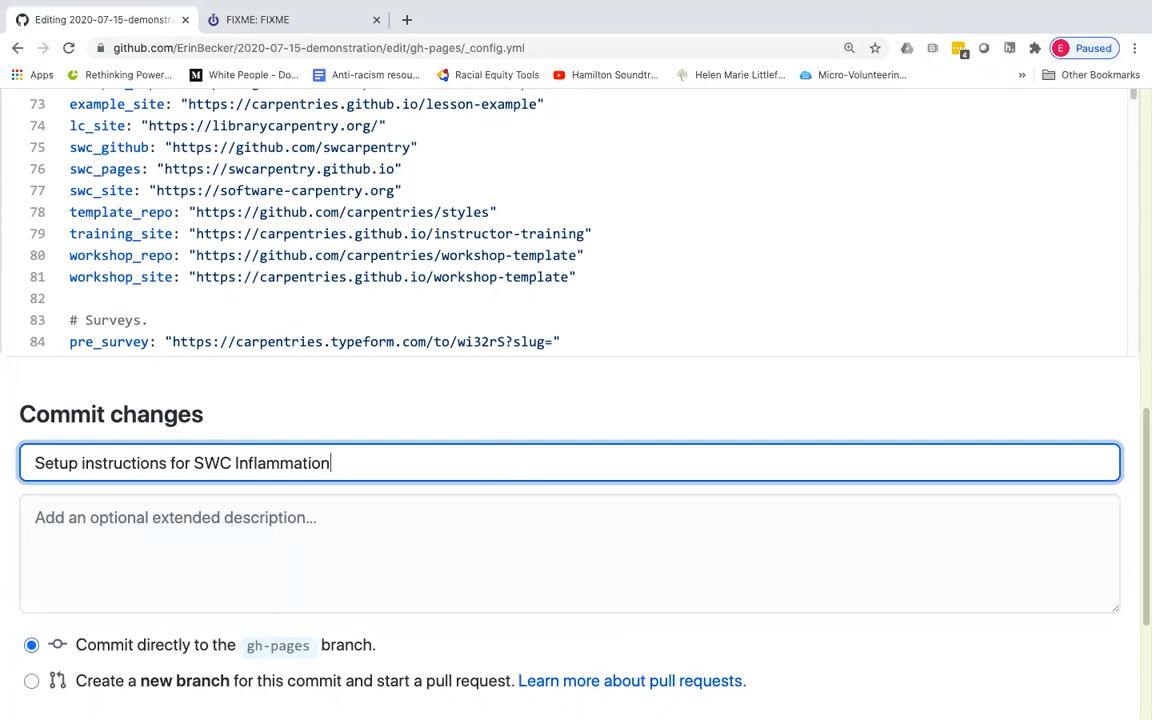 Editing 2020-07-15-demonstr
FIXME: FIXME
github.com/ErinBecker/2020-07-15-demonstration/edit/gh-pages/_config.yml
E Paused
4
Apps
Rethinking Power...
White People - Do...
Anti-racism resou...
Racial Equity Tools
Hamilton Soundtr...
Helen Marie Littlef...
Micro-Volunteerin...
»
Other Bookmarks
73 example_site: "https://carpentries.github.io/lesson-example"
74 lc_site: "https://librarycarpentry.org/"
75 swc_github: "https://github.com/swcarpentry"
76 swc_pages: "https://swcarpentry.github.io"
77 swc_site: "https://software-carpentry.org"
78 template_repo: "https://github.com/carpentries/styles"
79 training_site: "https://carpentries.github.io/instructor-training"
80 workshop_repo: "https://github.com/carpentries/workshop-template"
81 workshop_site: "https://carpentries.github.io/workshop-template"
82
83 # Surveys.
84 pre_survey: "https://carpentries.typeform.com/to/wi32rS?slug="
Commit changes
Setup instructions for SWC Inflammation
Add an optional extended description...
Commit directly to the gh-pages branch.
Create a new branch for this commit and start a pull request. Learn more about pull requests.